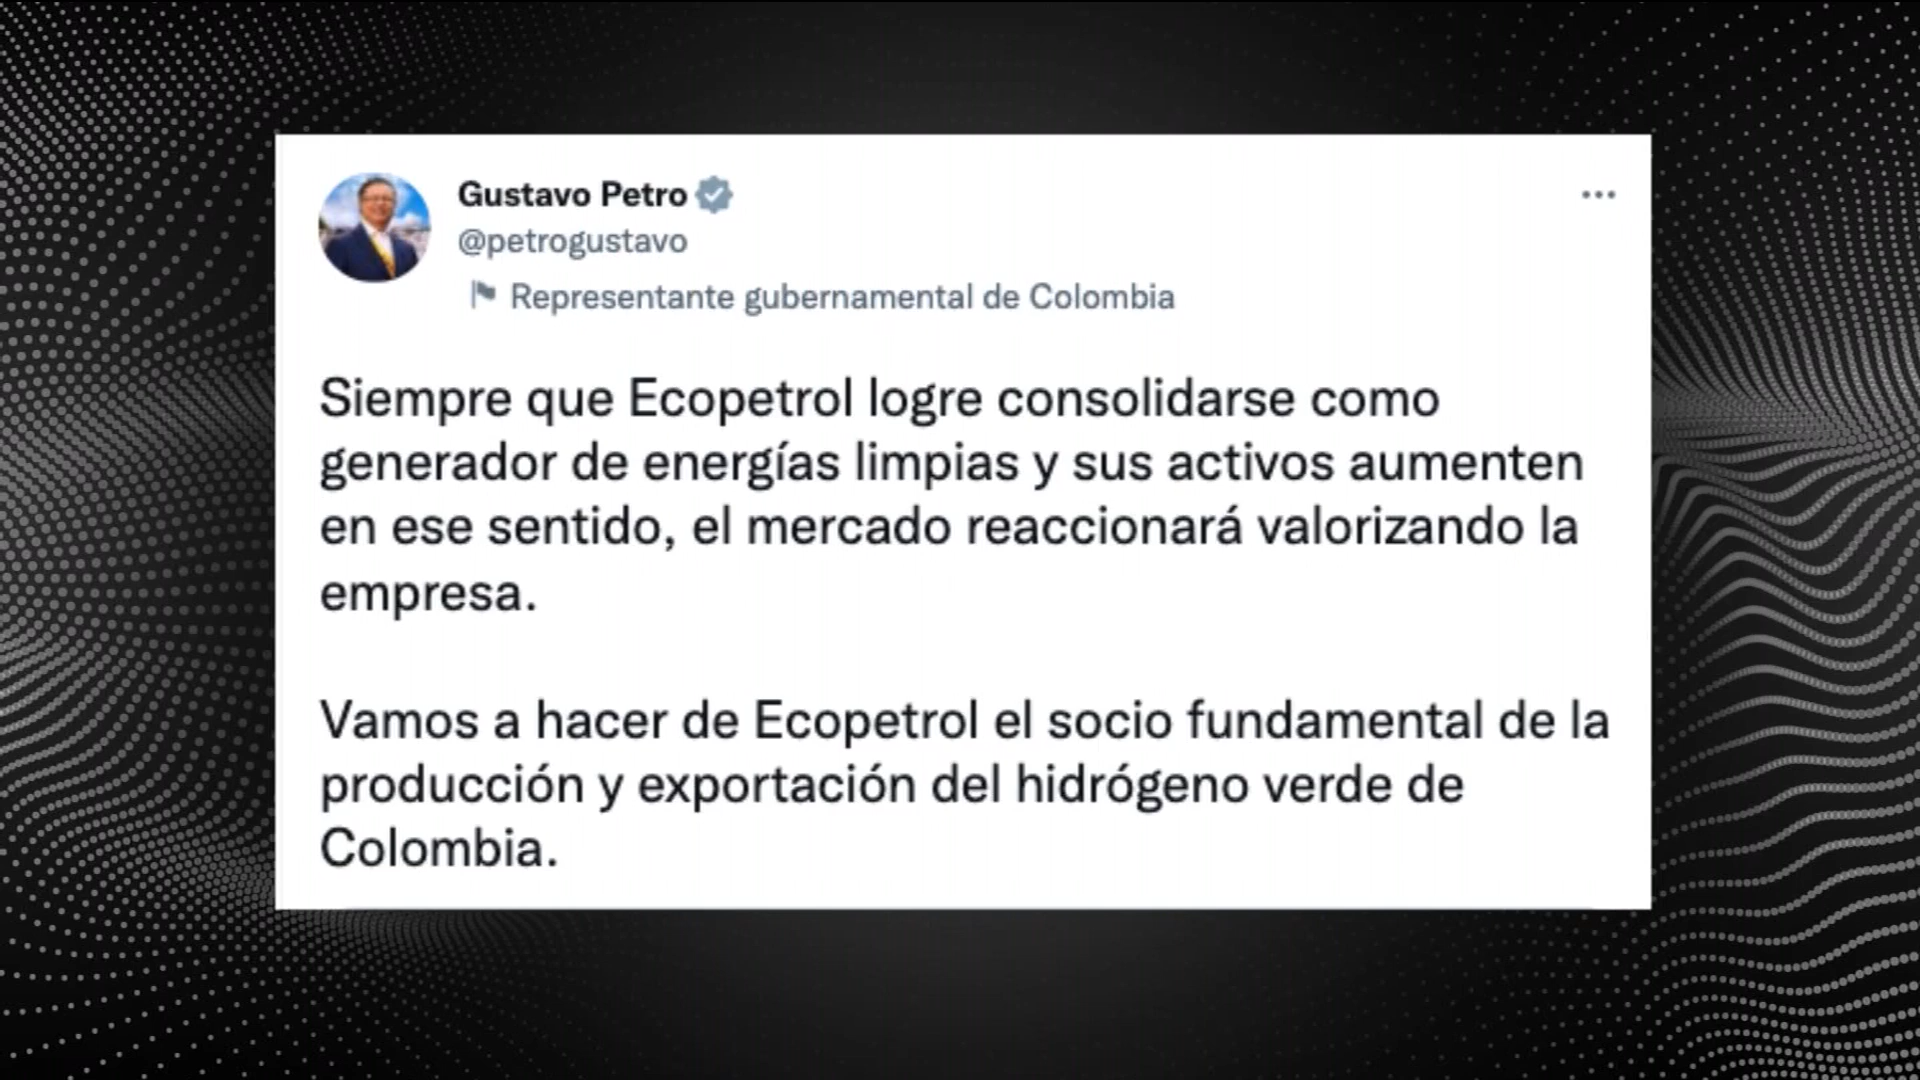 Gustavo Petro
@petrogustavo
Representante gubernamental de Colombia
Siempre que Ecopetrol logre consolidarse como
generador de energías limpias y sus activos aumenten
en ese sentido, el mercado reaccionará valorizando la
empresa.
Vamos a hacer de Ecopetrol el socio fundamental de la
producción y exportación del hidrógeno verde de
Colombia.